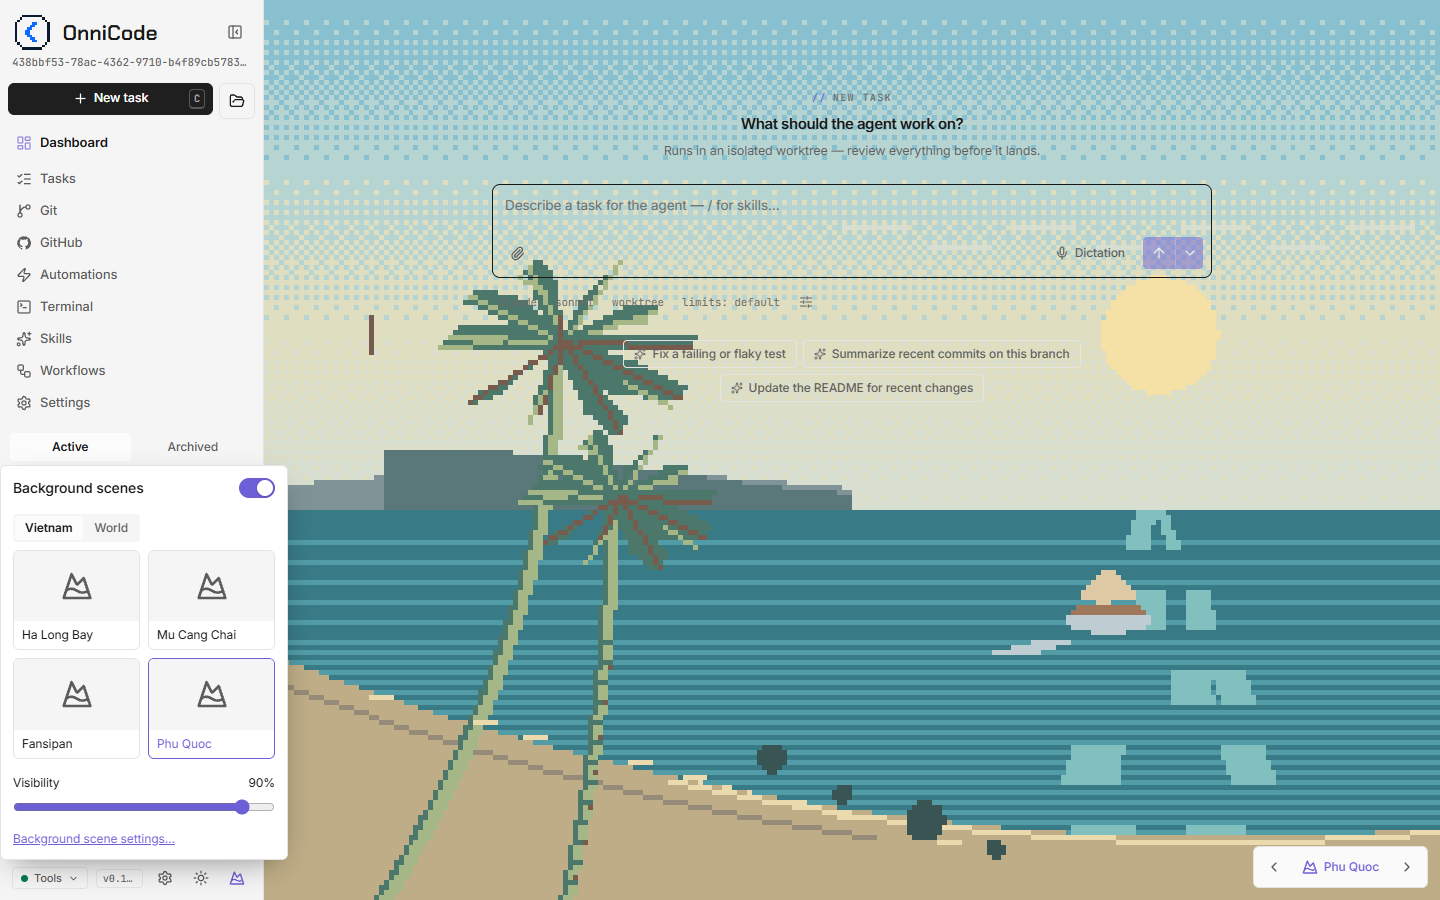 OnniCode
438bbf53-78ac-4362-9710-b4f89cb5783…
New task
C
Dashboard
Tasks
Git
GitHub
Automations
Terminal
Skills
Workflows
Settings
Active
Archived
Background scenes
Vietnam
World
Ha Long Bay
Mu Cang Chai
Fansipan
Phu Quoc
Visibility
90%
Background scene settings...
Tools
v0.1…
// NEW TASK
What should the agent work on?
Runs in an isolated worktree — review everything before it lands.
Describe a task for the agent — / for skills...
Dictation
worktree
limits: default
Fix a failing or flaky test
Summarize recent commits on this branch
Update the README for recent changes
Phu Quoc